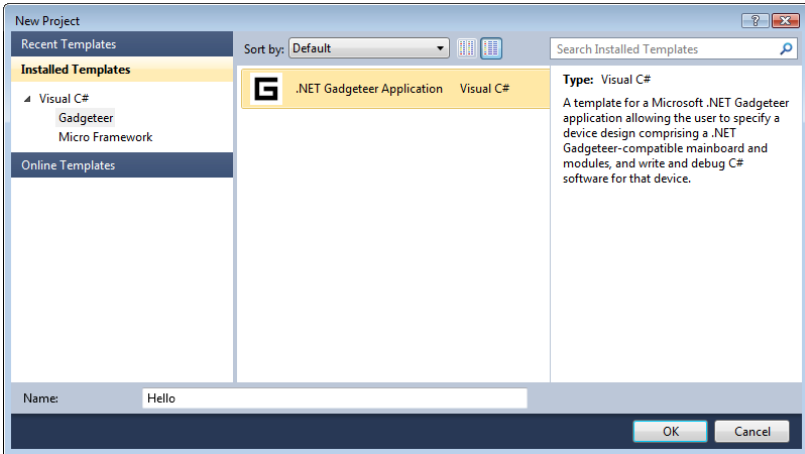 New Project
Recent Templates
Installed Templates
Visual C#
Gadgeteer
Micro Framework
Online Templates
Sort by: Default
.NET Gadgeteer Application Visual C#
Search Installed Templates
Type: Visual C#
A template for a Microsoft .NET Gadgeteer
application allowing the user to specify a
device design comprising a .NET
Gadgeteer-compatible mainboard and
modules, and write and debug C#
software for that device.
Name: Hello
OK Cancel